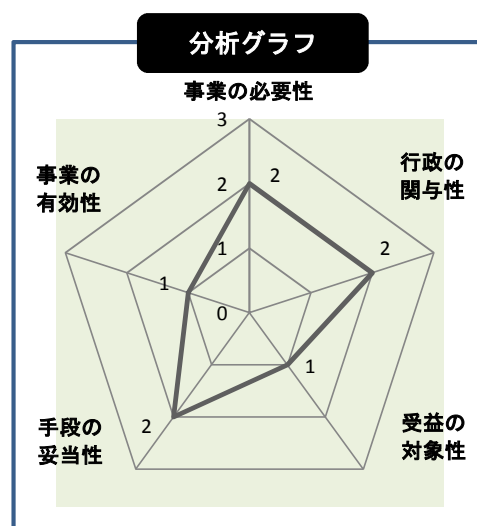 分析グラフ
事業の必要性
3
行政の
関与性
事業の
有効性
2
2
2
1
1
0
1
2
受益の
対象性
手段の
妥当性